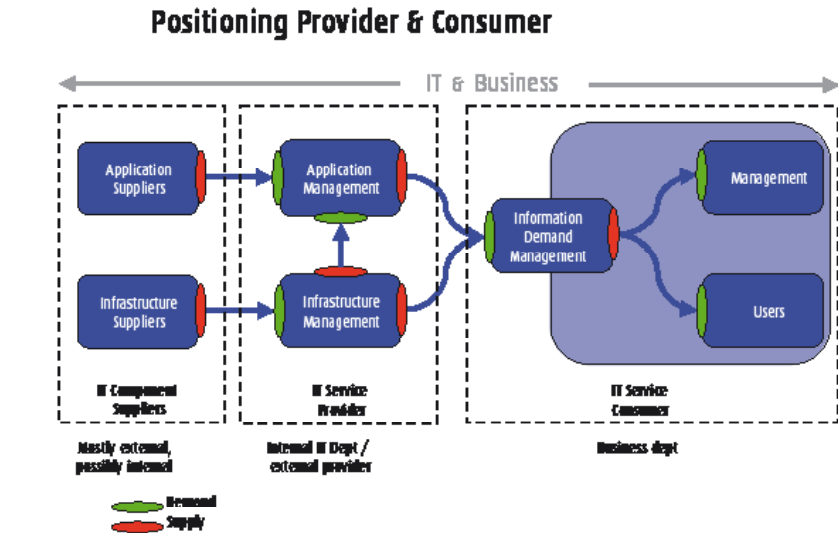 Positioning Provider & Consumer
IT & Business
Application
Suppliers
Application
Management
Management
Information
Demand
Management
Infrastructure
Suppliers
Infrastructure
Management
Users
IT Component
Suppliers
IT Service
Provider
IT Service
Consumer
Mostly external,
possibly internal
Internal IT Dept /
external provider
Business dept
Demand
Supply